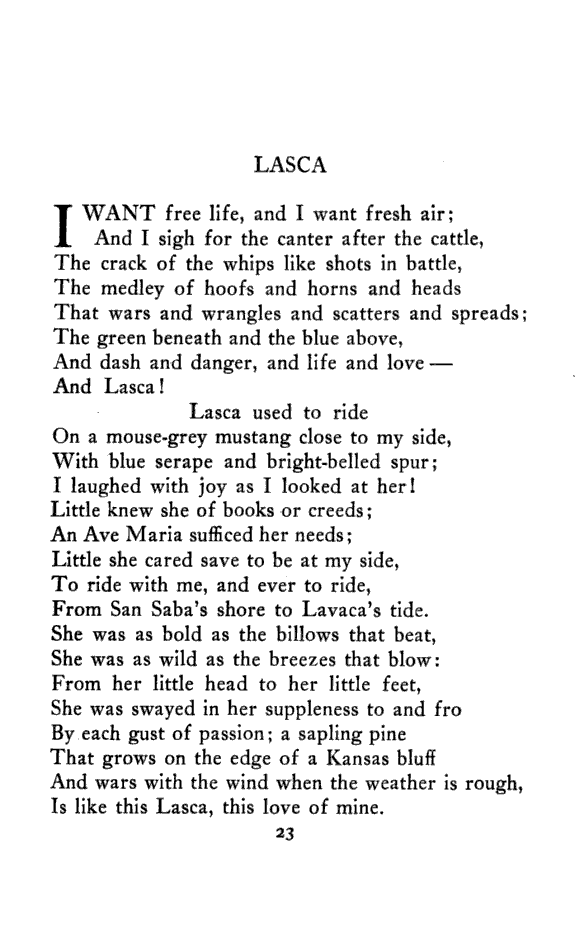 LASCA
I WANT free life, and I want fresh air;
And I sigh for the canter after the cattle,
The crack of the whips like shots in battle,
The medley of hoofs and horns and heads
That wars and wrangles and scatters and spreads;
The green beneath and the blue above,
And dash and danger, and life and love —
And Lasca!
Lasca used to ride
On a mouse-grey mustang close to my side,
With blue serape and bright-belled spur;
I laughed with joy as I looked at her!
Little knew she of books or creeds;
An Ave Maria sufficed her needs;
Little she cared save to be at my side,
To ride with me, and ever to ride,
From San Saba's shore to Lavaca's tide.
She was as bold as the billows that beat,
She was as wild as the breezes that blow:
From her little head to her little feet,
She was swayed in her suppleness to and fro
By each gust of passion; a sapling pine
That grows on the edge of a Kansas bluff
And wars with the wind when the weather is rough,
Is like this Lasca, this love of mine.
23